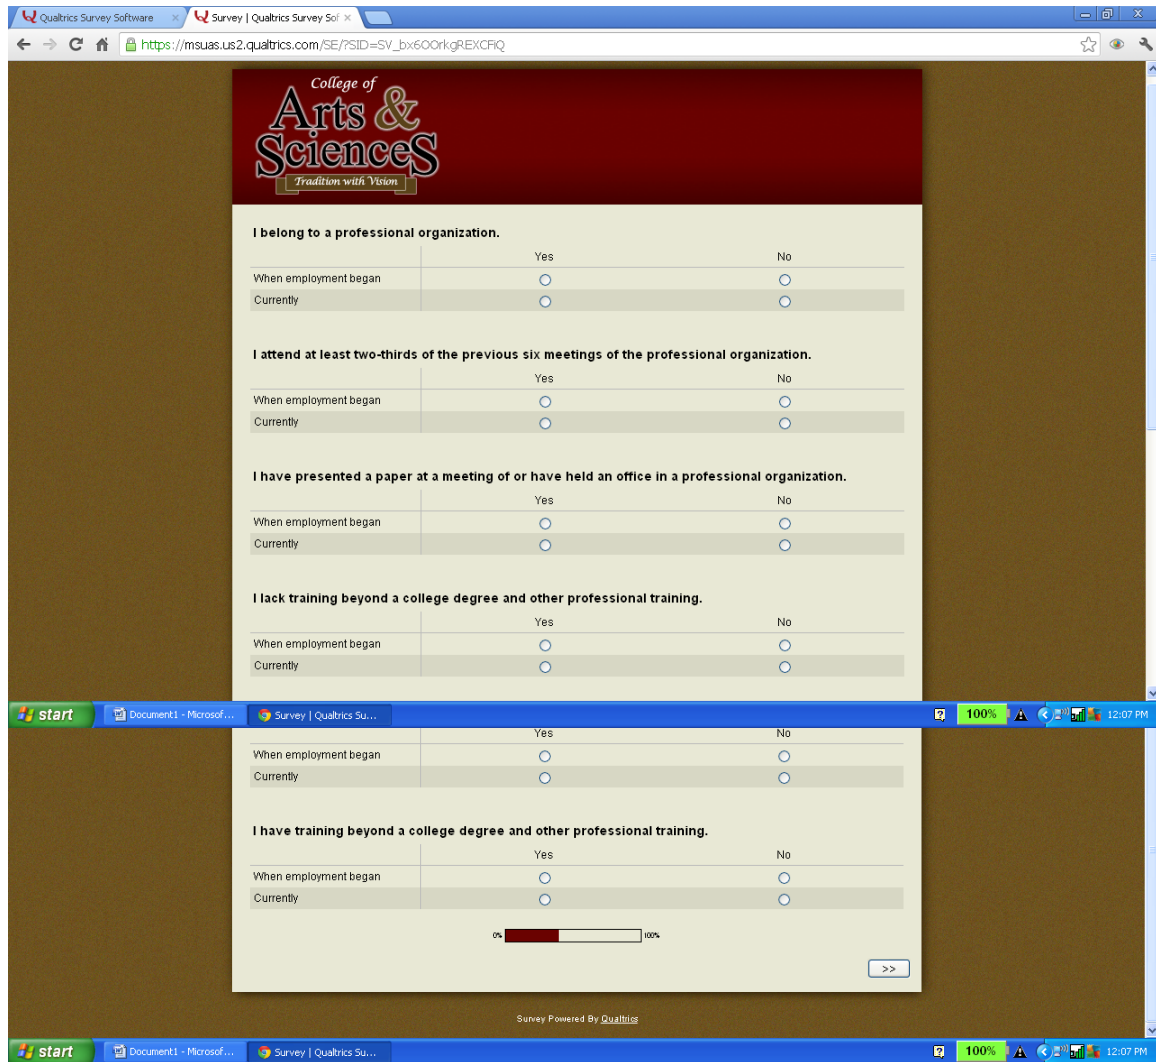 Qualtrics Survey Software
Survey | Qualtrics Survey Sof
https://msuas.us2.qualtrics.com/SE/?SID=SV_bx6OOrkgREXCFiQ
College of
Arts &
Sciences
Tradition with Vision
I belong to a professional organization.
Yes No
When employment began
Currently
I attend at least two-thirds of the previous six meetings of the professional organization.
Yes No
When employment began
Currently
I have presented a paper at a meeting of or have held an office in a professional organization.
Yes No
When employment began
Currently
I lack training beyond a college degree and other professional training.
Yes No
When employment began
Currently
start Document1 - Microsof... Survey | Qualtrics Su... 100% 12:07 PM
Yes No
When employment began
Currently
I have training beyond a college degree and other professional training.
Yes No
When employment began
Currently
0% 100%
>>
Survey Powered By Qualtrics
start Document1 - Microsof... Survey | Qualtrics Su... 100% 12:07 PM